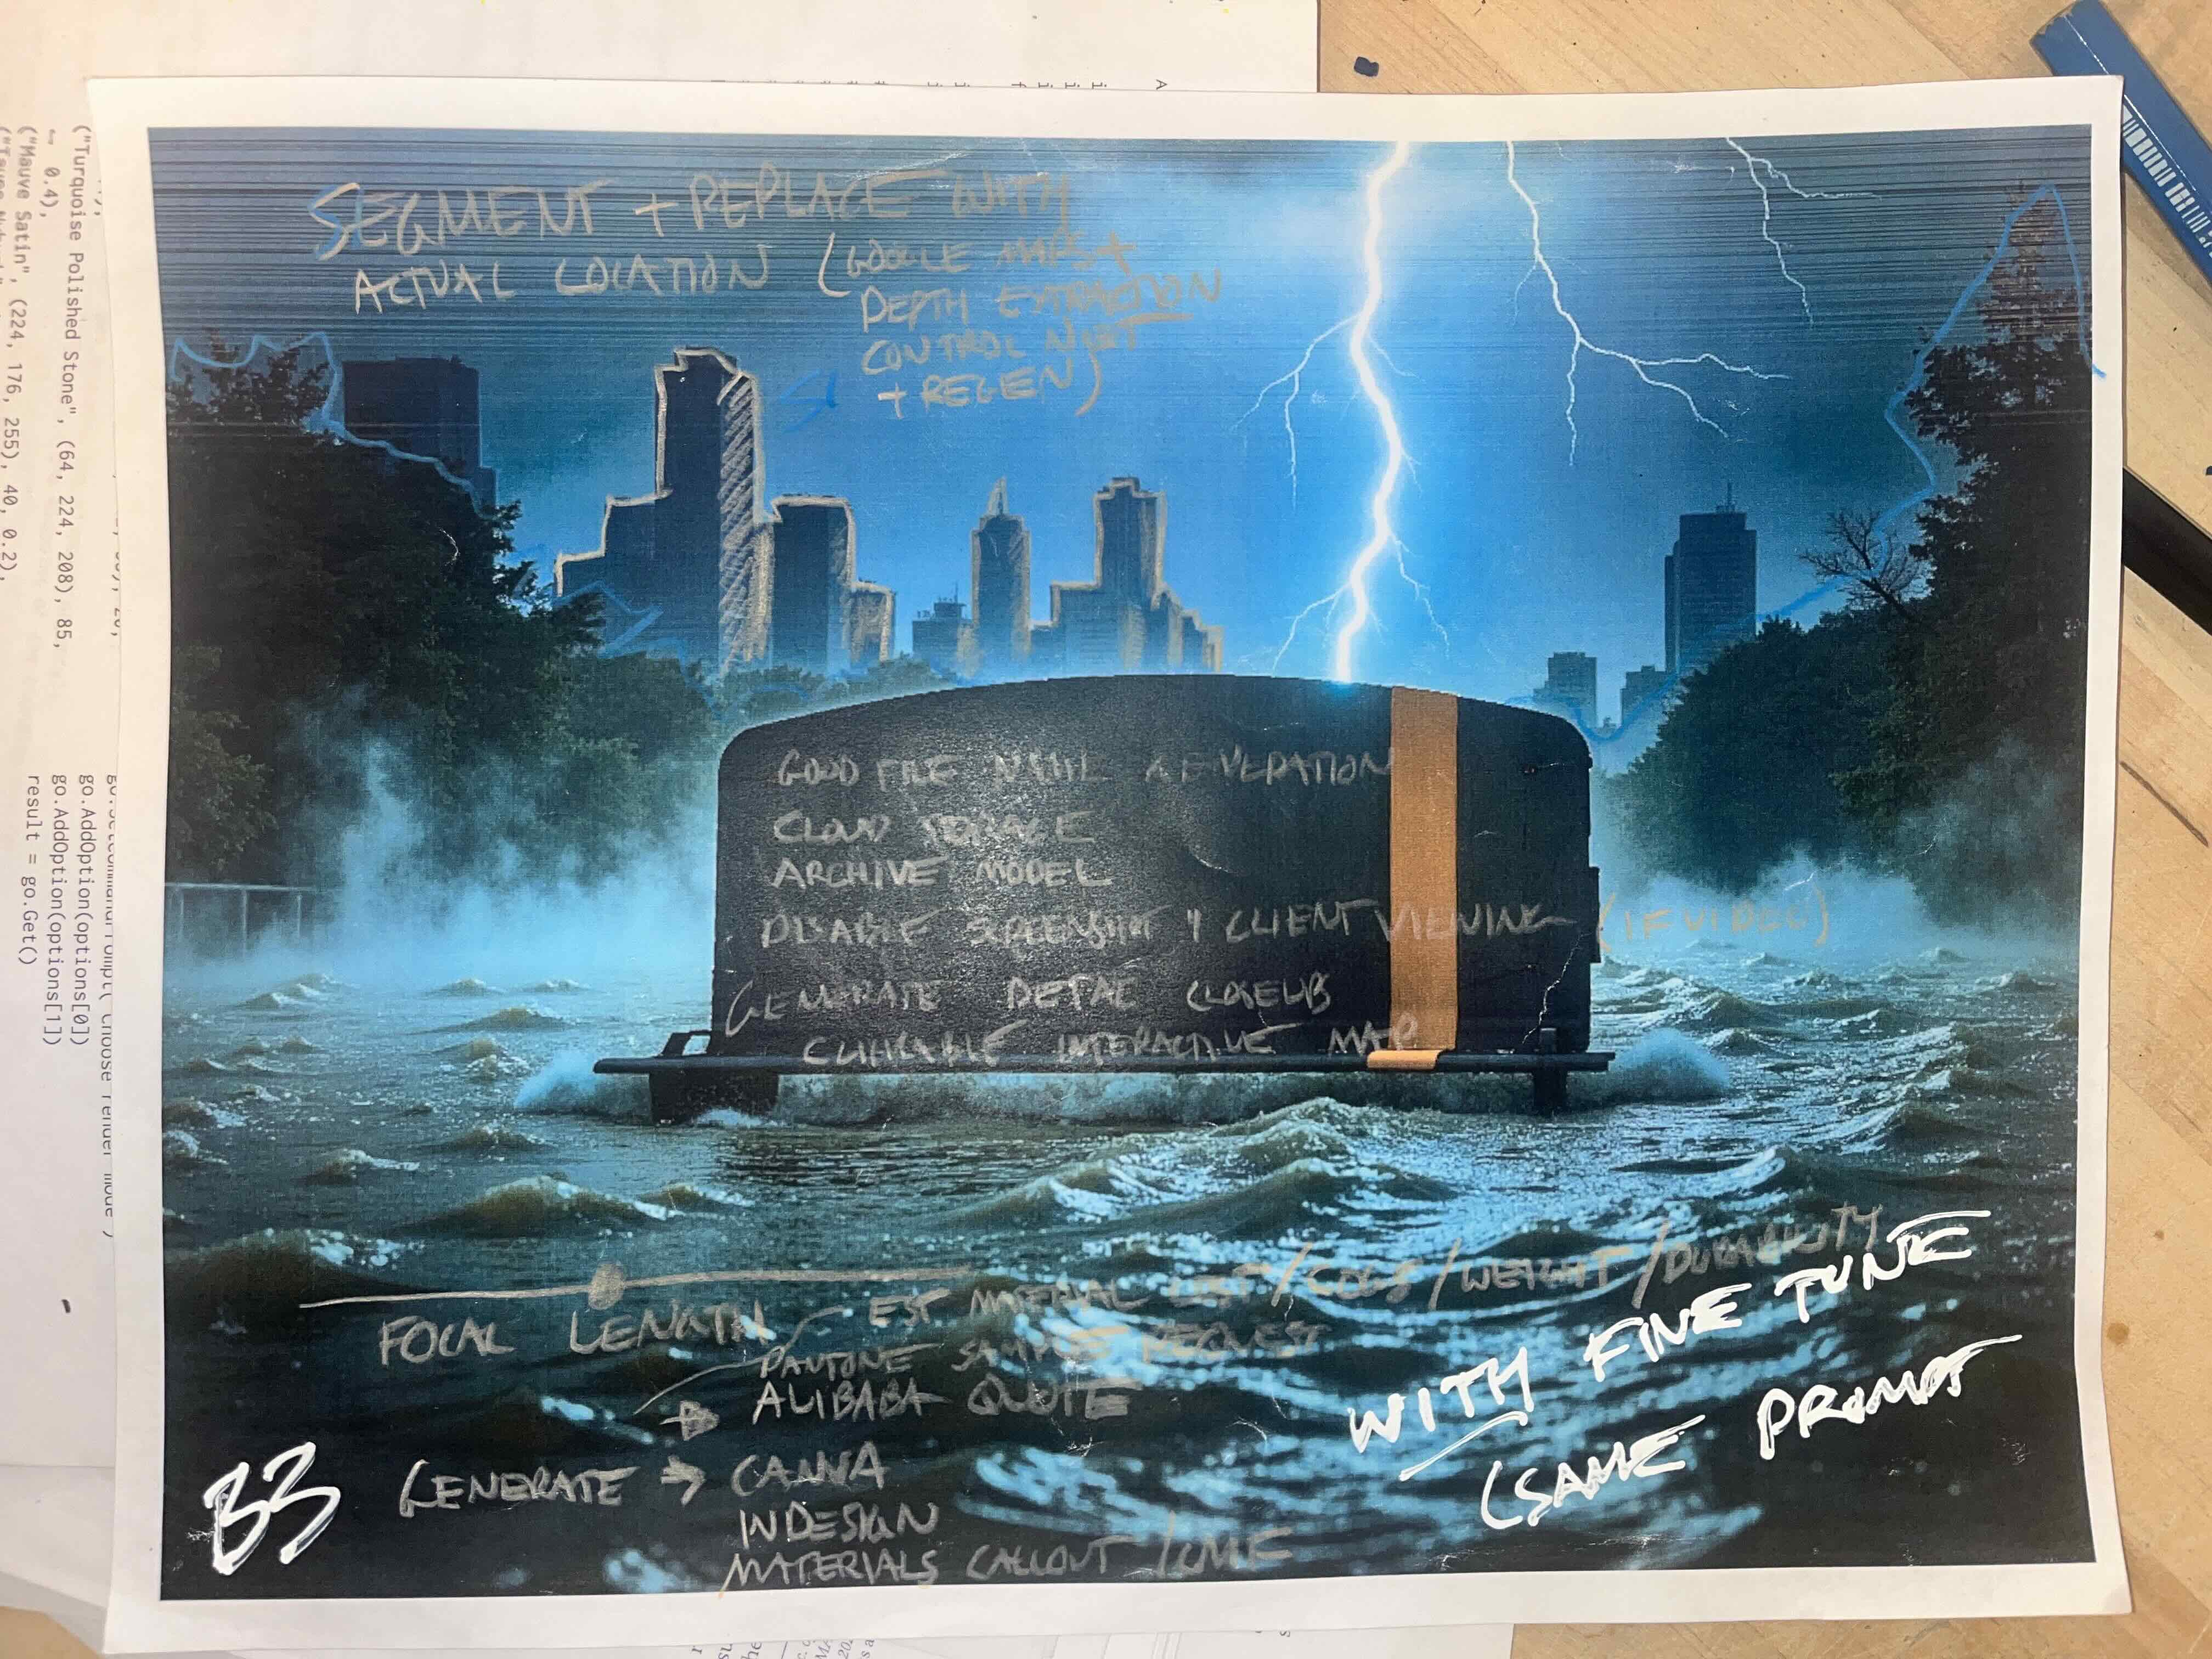 SEGMENT + REPLACE WITH
ACTUAL LOCATION (GOOGLE MAPS +
DEPTH EXTRACTION
CONTROL NET
+ REGEN)
GOOD FILE NAME GENERATION
CLOUD STORAGE
ARCHIVE MODEL
DISABLE SCREENSHOT CLIENT VIEWING (IF VIDEO)
GENERATE DETAIL CLOSEUPS
CLICKABLE INTERACTIVE MAP
FOCAL LENGTH
EST MATERIAL COST / COGS / WEIGHT / DURABILITY
PANTONE SAMPLE REQUEST
→ ALIBABA QUOTE
GENERATE → CANVA
INDESIGN
MATERIALS CALLOUT / CMF
WITH FINE TUNE
(SAME PROMPT
B3
("Turquoise Polished Stone", (64, 224, 208), 85,
0.4),
("Mauve Satin", (224, 176, 255), 40, 0.2),
go.AddOption(options[0])
go.AddOption(options[1])
result = go.Get()